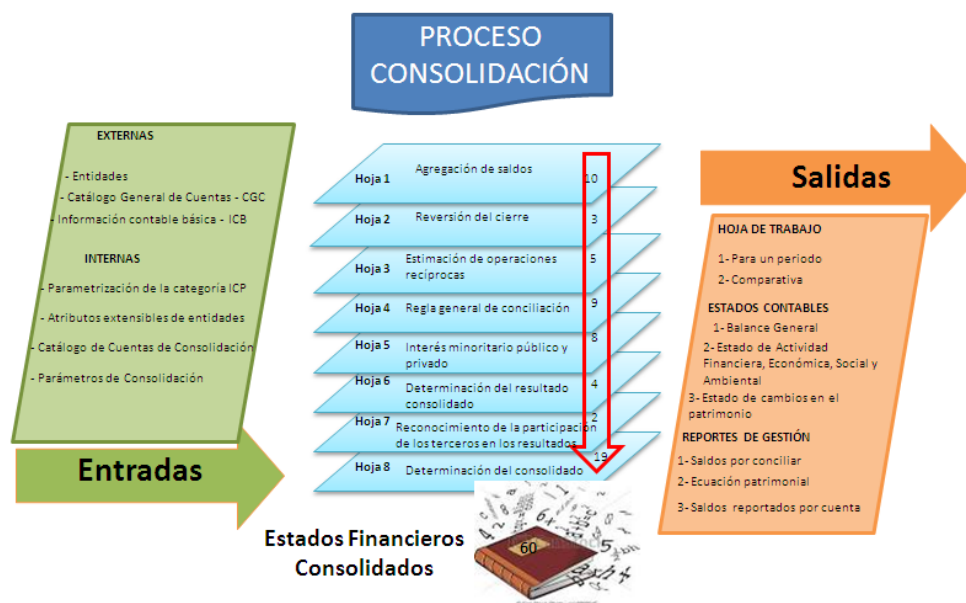 PROCESO
CONSOLIDACIÓN
EXTERNAS
- Entidades
- Catálogo General de Cuentas - CGC
- Información contable básica - ICB
INTERNAS
- Parametrización de la categoría ICP
- Atributos extensibles de entidades
- Catálogo de Cuentas de Consolidación
- Parámetros de Consolidación
Entradas
Hoja 1 Agregación de saldos 10
Hoja 2 Reversión del cierre 3
Hoja 3 Estimación de operaciones
recíprocas 5
Hoja 4 Regla general de conciliación 9
Hoja 5 Interés minoritario público y
privado 8
Hoja 6 Determinación del resultado
consolidado 4
Hoja 7 Reconocimiento de la participación
de los terceros en los resultados 2
Hoja 8 Determinación del consolidado 19
Estados Financieros
Consolidados
60
Salidas
HOJA DE TRABAJO
1- Para un periodo
2- Comparativa
ESTADOS CONTABLES
1- Balance General
2- Estado de Actividad
Financiera, Económica, Social y
Ambiental
3- Estado de cambios en el
patrimonio
REPORTES DE GESTIÓN
1- Saldos por conciliar
2- Ecuación patrimonial
3- Saldos reportados por cuenta